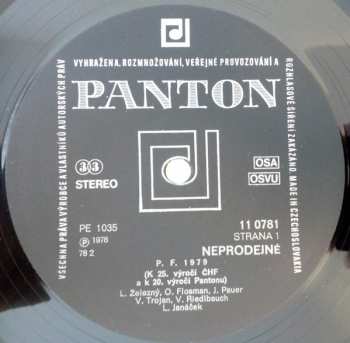 VŠECHNA PRÁVA VÝROBCE A VLASTNÍKŮ AUTORSKÝCH PRÁV
VYHRAŽENA, ROZMNOŽOVÁNÍ, VEŘEJNÉ PROVOZOVÁNÍ A
ROZHLASOVÉ ŠÍŘENÍ ZAKÁZÁNO. MADE IN CZECHOSLOVAKIA
PANTON
33
STEREO
OSA
OSVU
PE 1035
℗ 1978
78 2
11 0781
STRANA 1
NEPRODEJNÉ
P. F. 1979
(K 25. výročí ČHF
a k 20. výročí Pantonu)
L. Železný, O. Flosman, J. Pauer
V. Trojan, V. Riedlbauch
L. Janáček